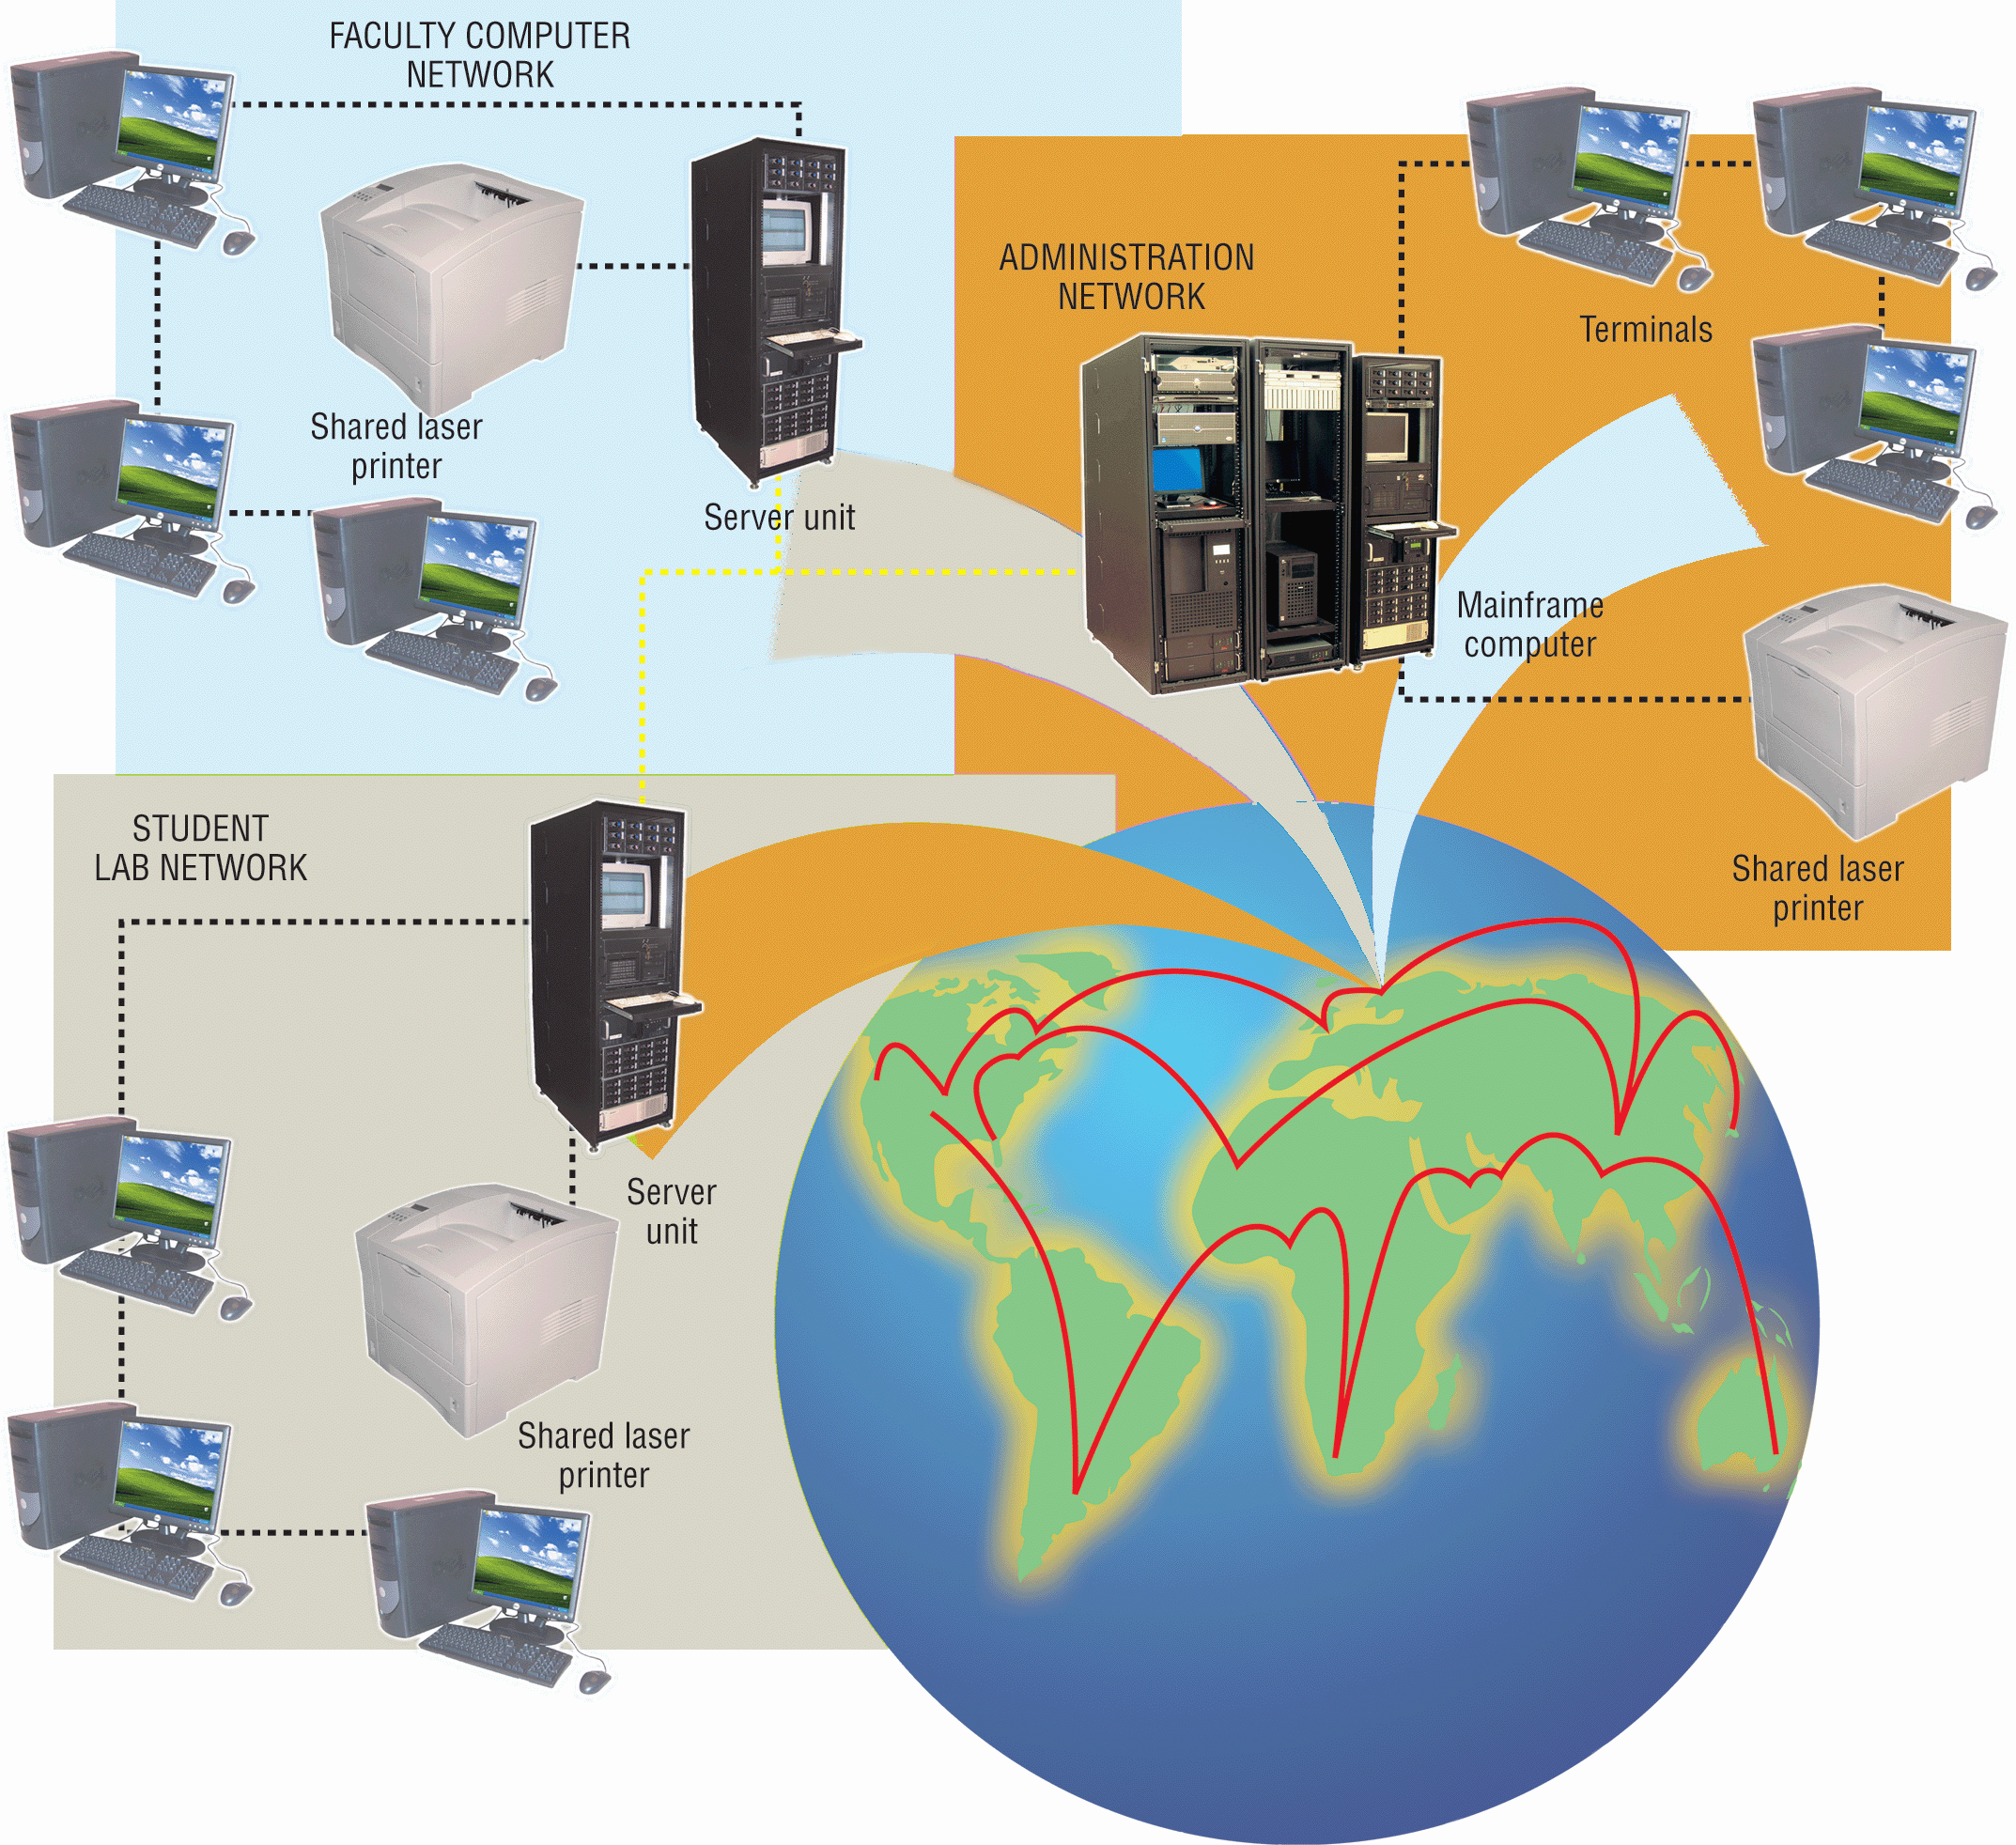 FACULTY COMPUTER
NETWORK
Shared laser
printer
Server unit
ADMINISTRATION
NETWORK
Terminals
Mainframe
computer
Shared laser
printer
STUDENT
LAB NETWORK
Server
unit
Shared laser
printer